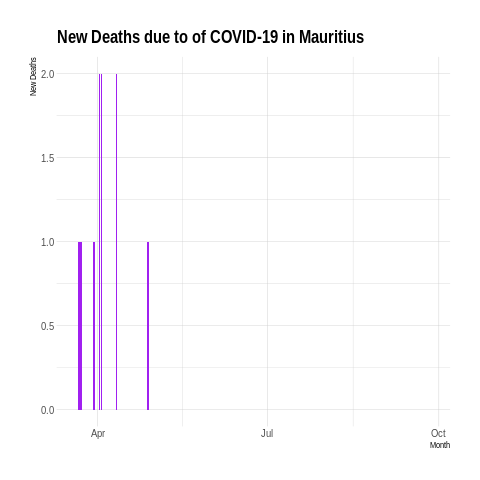 New Deaths due to of COVID-19 in Mauritius
New Deaths
2.0
1.5
1.0
0.5
0.0
Apr Jul Oct
Month